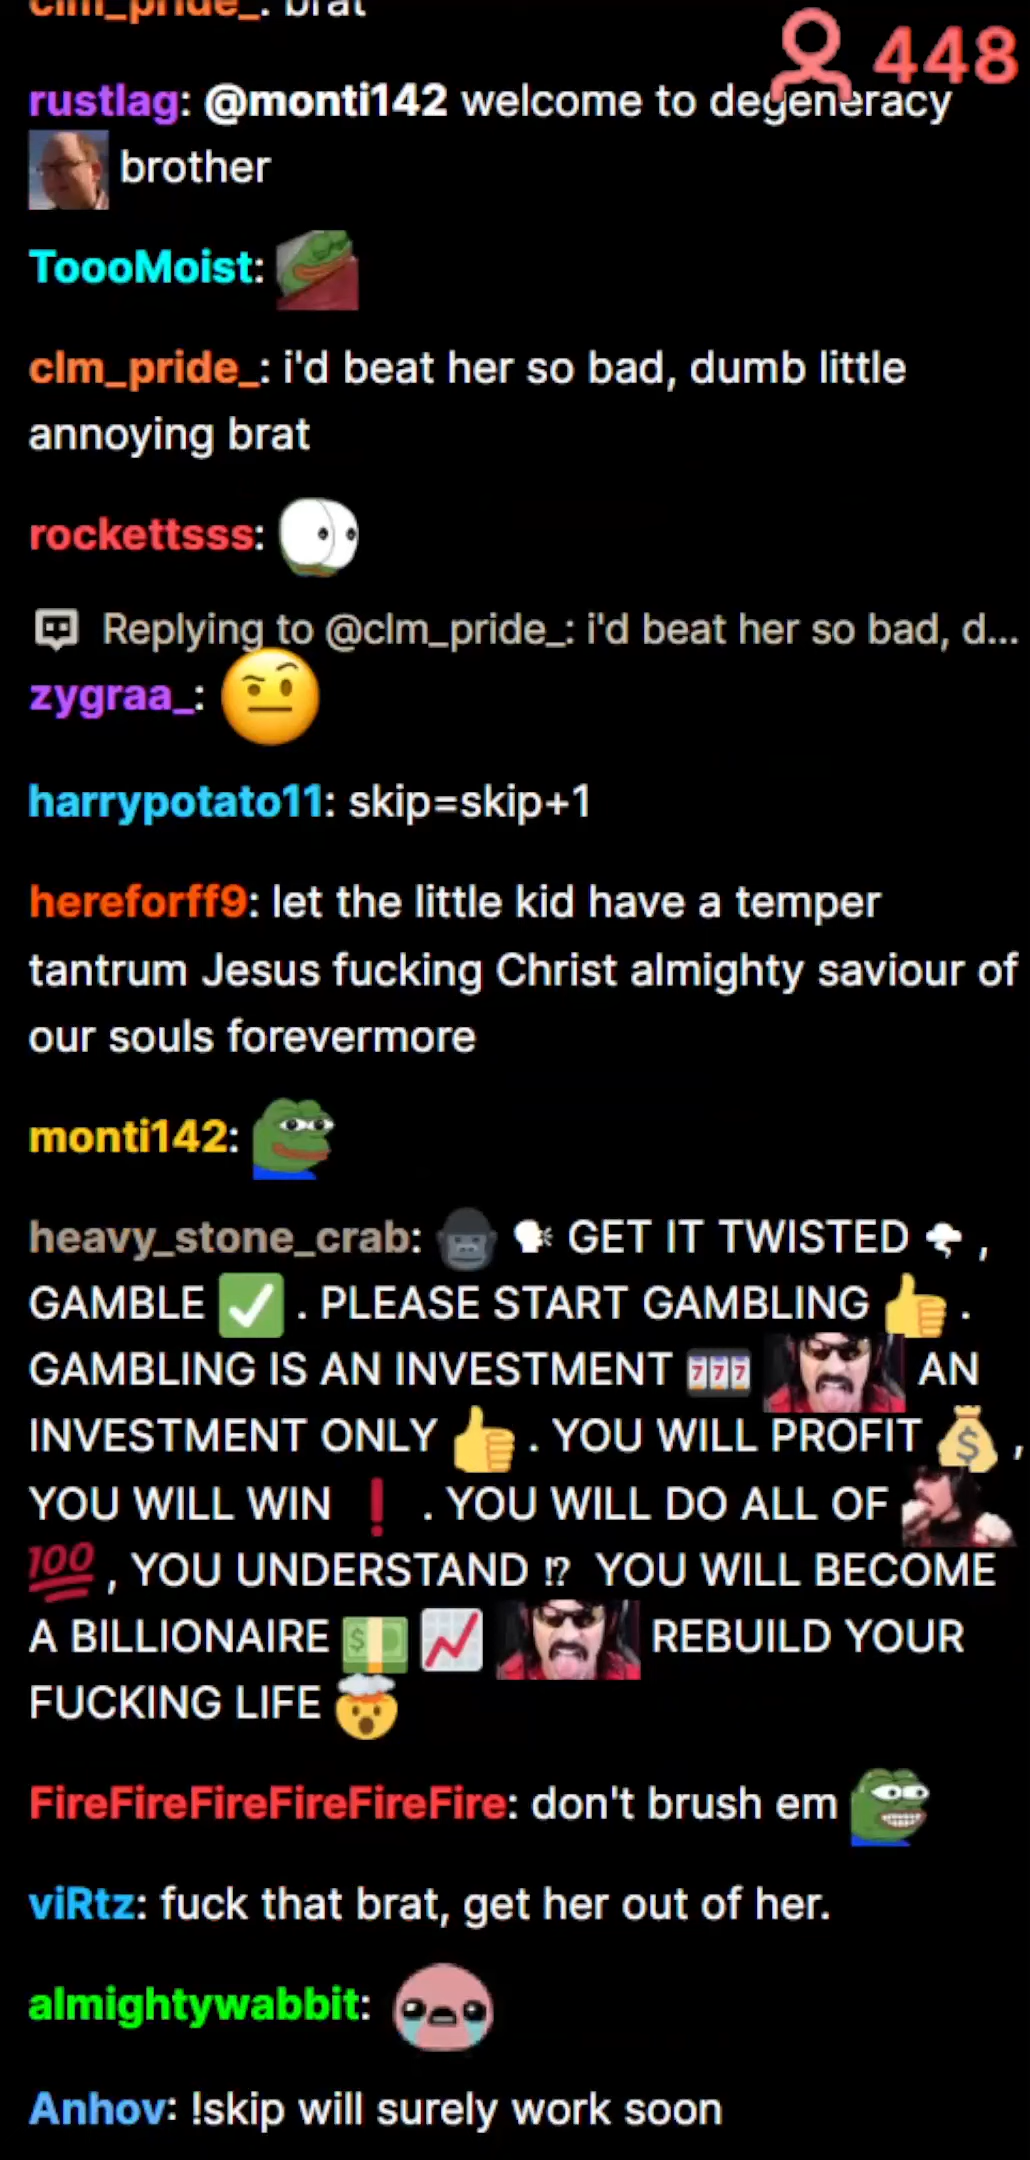 clm_pride_: brat
448
rustlag: @monti142 welcome to degeneracy
brother
ToooMoist:
clm_pride_: i'd beat her so bad, dumb little
annoying brat
rockettsss:
Replying to @clm_pride_: i'd beat her so bad, d...
zygraa_:
harrypotato11: skip=skip+1
hereforff9: let the little kid have a temper
tantrum Jesus fucking Christ almighty saviour of
our souls forevermore
monti142:
heavy_stone_crab: 🦍 🗣 GET IT TWISTED 🌪 ,
GAMBLE ✅ . PLEASE START GAMBLING 👍 .
GAMBLING IS AN INVESTMENT 🎰 AN
INVESTMENT ONLY 👍 . YOU WILL PROFIT 💰 ,
YOU WILL WIN ❗ . YOU WILL DO ALL OF
💯 , YOU UNDERSTAND ⁉ YOU WILL BECOME
A BILLIONAIRE 💵 📈 REBUILD YOUR
FUCKING LIFE 🤯
FireFireFireFireFireFire: don't brush em
viRtz: fuck that brat, get her out of her.
almightywabbit:
Anhov: !skip will surely work soon